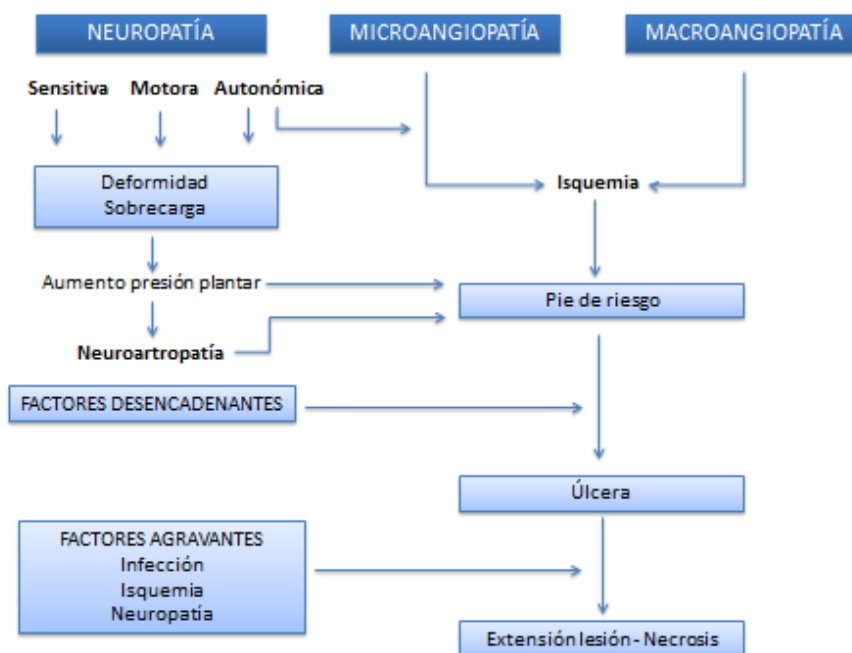 NEUROPATÍA
MICROANGIOPATÍA
MACROANGIOPATÍA
Sensitiva Motora Autonómica
Deformidad
Sobrecarga
Isquemia
Aumento presión plantar
Pie de riesgo
Neuroartropatía
FACTORES DESENCADENANTES
Úlcera
FACTORES AGRAVANTES
Infección
Isquemia
Neuropatía
Extensión lesión - Necrosis